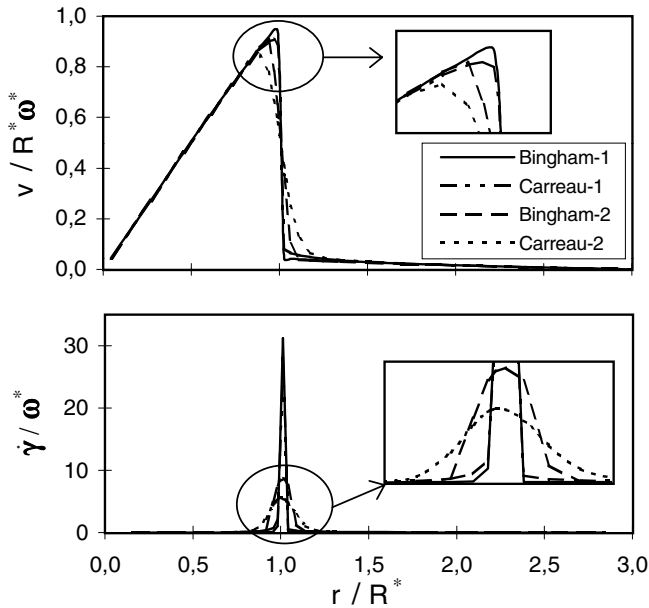 1,0
0,8
0,6
0,4
0,2
0,0
v / R* ω*
Bingham-1
Carreau-1
Bingham-2
Carreau-2
30
20
10
0
γ̇ / ω*
0,0 0,5 1,0 1,5 2,0 2,5 3,0
r / R*